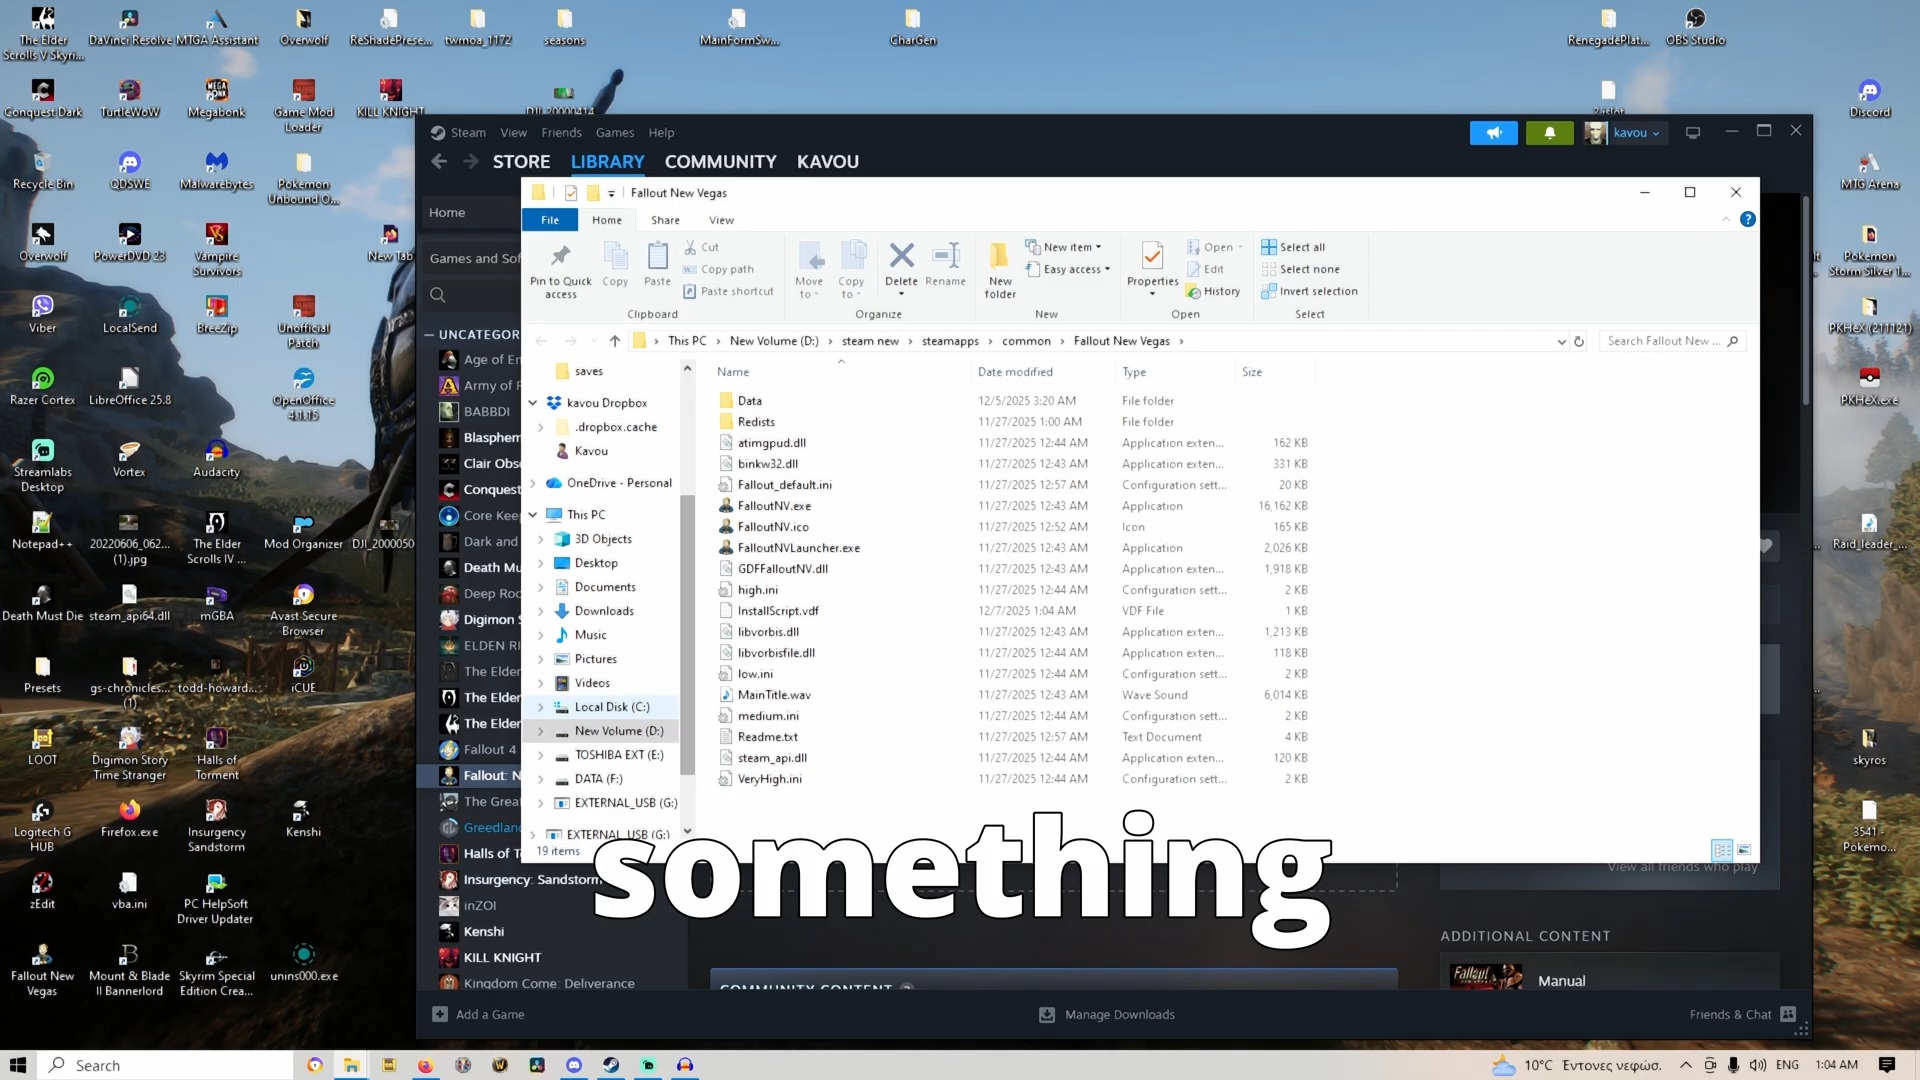 The Elder
Scrolls V Skyri...
DaVinci Resolve
MTGA Assistant
Overwolf
ReShadePrese...
twmoa_1172
seasons
MainFormSw...
CharGen
RenegadePlat...
OBS Studio
Conquest Dark
TurtleWoW
Megabonk
Game Mod
Loader
KILL KNIGHT
DJI_20000414
Discord
Recycle Bin
QDSWE
Malwarebytes
Pokemon
Unbound O...
MTG Arena
Overwolf
PowerDVD 23
Vampire
Survivors
New Tab
Pokemon
Storm Silver 1...
Viber
LocalSend
BreeZip
Unofficial
Patch
PKHeX (211121)
Razer Cortex
LibreOffice 25.8
OpenOffice
4.1.15
PKHeX.exe
Streamlabs
Desktop
Vortex
Audacity
Notepad++
20220606_062...
(1).jpg
The Elder
Scrolls IV ...
Mod Organizer
DJI_2000050
Raid_leader_...
Death Must Die
steam_api64.dll
mGBA
Avast Secure
Browser
Presets
gs-chronicles...
(1)
todd-howard...
iCUE
LOOT
Digimon Story
Time Stranger
Halls of
Torment
skyros
Logitech G
HUB
Firefox.exe
Insurgency
Sandstorm
Kenshi
3541 -
Pokemo...
zEdit
vba.ini
PC HelpSoft
Driver Updater
Fallout New
Vegas
Mount & Blade
II Bannerlord
Skyrim Special
Edition Crea...
unins000.exe
Steam View Friends Games Help
kavou
STORE LIBRARY COMMUNITY KAVOU
Home
Games and Sof
UNCATEGOR
Age of Em
Army of R
BABBDI
Blasphem
Clair Obsc
Conquest
Core Keep
Dark and
Death Mu
Deep Roc
Digimon S
ELDEN RI
The Elder
The Elder
The Elder
Fallout 4
Fallout: N
The Great
Greedland
Halls of T
Insurgency: Sandstorm
inZOI
Kenshi
KILL KNIGHT
Kingdom Come: Deliverance
Fallout New Vegas
File Home Share View
Pin to Quick
access
Copy
Paste
Cut
Copy path
Paste shortcut
Clipboard
Move
to
Copy
to
Delete
Rename
Organize
New
folder
New item
Easy access
New
Properties
Open
Edit
History
Open
Select all
Select none
Invert selection
Select
This PC New Volume (D:) steam new steamapps common Fallout New Vegas
Search Fallout New ...
saves
kavou Dropbox
.dropbox.cache
Kavou
OneDrive - Personal
This PC
3D Objects
Desktop
Documents
Downloads
Music
Pictures
Videos
Local Disk (C:)
New Volume (D:)
TOSHIBA EXT (E:)
DATA (F:)
EXTERNAL_USB (G:)
EXTERNAL_USB (G:)
Name Date modified Type Size
Data 12/5/2025 3:20 AM File folder
Redists 11/27/2025 1:00 AM File folder
atimgpud.dll 11/27/2025 12:44 AM Application exten... 162 KB
binkw32.dll 11/27/2025 12:43 AM Application exten... 331 KB
Fallout_default.ini 11/27/2025 12:57 AM Configuration sett... 20 KB
FalloutNV.exe 11/27/2025 12:43 AM Application 16,162 KB
FalloutNV.ico 11/27/2025 12:52 AM Icon 165 KB
FalloutNVLauncher.exe 11/27/2025 12:43 AM Application 2,026 KB
GDFFalloutNV.dll 11/27/2025 12:43 AM Application exten... 1,918 KB
high.ini 11/27/2025 12:44 AM Configuration sett... 2 KB
InstallScript.vdf 12/7/2025 1:04 AM VDF File 1 KB
libvorbis.dll 11/27/2025 12:43 AM Application exten... 1,213 KB
libvorbisfile.dll 11/27/2025 12:44 AM Application exten... 118 KB
low.ini 11/27/2025 12:44 AM Configuration sett... 2 KB
MainTitle.wav 11/27/2025 12:43 AM Wave Sound 6,014 KB
medium.ini 11/27/2025 12:44 AM Configuration sett... 2 KB
Readme.txt 11/27/2025 12:57 AM Text Document 4 KB
steam_api.dll 11/27/2025 12:44 AM Application exten... 120 KB
VeryHigh.ini 11/27/2025 12:44 AM Configuration sett... 2 KB
19 items
something
View all friends who play
ADDITIONAL CONTENT
Fallout
Manual
COMMUNITY CONTENT
Add a Game
Manage Downloads
Friends & Chat
Search
10°C Έντονες νεφώσ.
ENG
1:04 AM